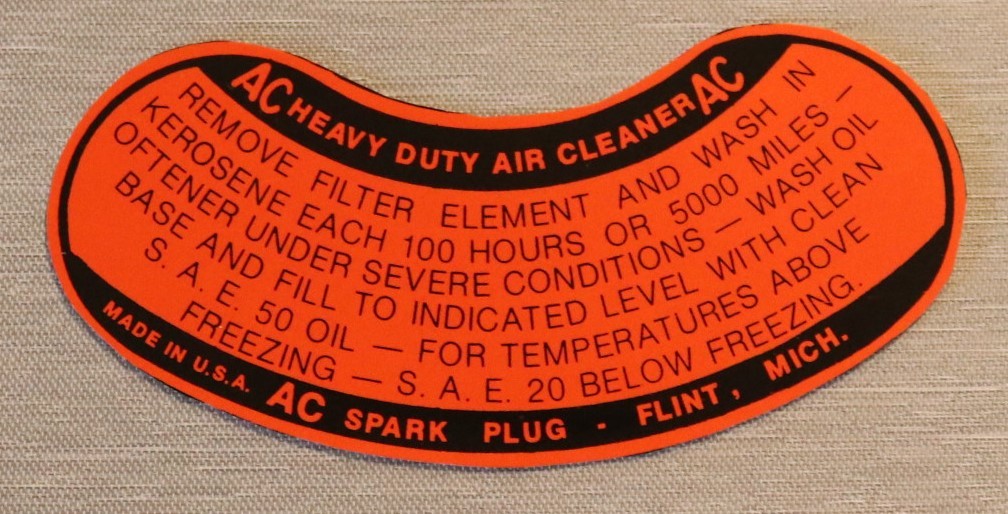 AC HEAVY DUTY AIR CLEANER AC
REMOVE FILTER ELEMENT AND WASH IN
KEROSENE EACH 100 HOURS OR 5000 MILES —
OFTENER UNDER SEVERE CONDITIONS — WASH OIL
BASE AND FILL TO INDICATED LEVEL WITH CLEAN
S. A. E. 50 OIL — FOR TEMPERATURES ABOVE
FREEZING — S. A. E. 20 BELOW FREEZING.
MADE IN U.S.A. AC SPARK PLUG - FLINT, MICH.